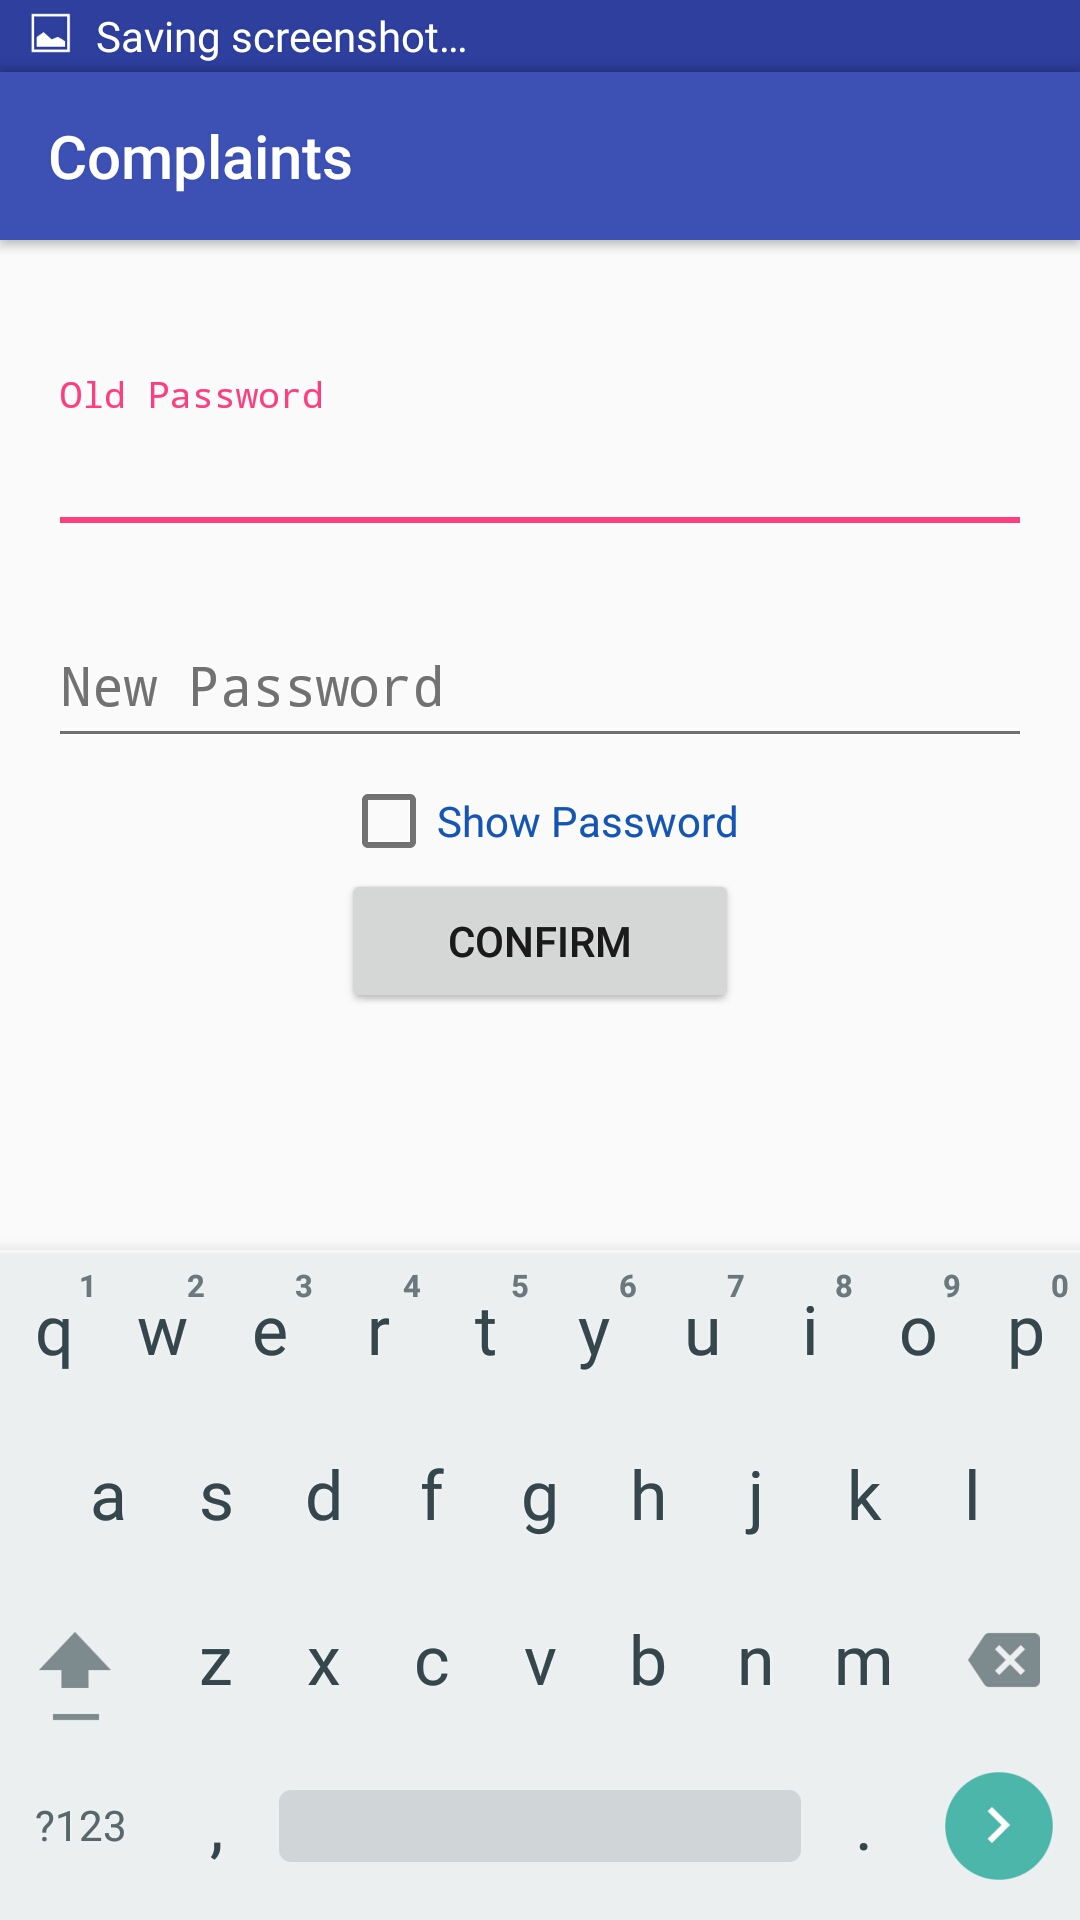 Saving screenshot...
Complaints
Old Password
New Password
Show Password
CONFIRM
1 2 3 4 5 6 7 8 9 0
q w e r t y u i o p
a s d f g h j k l
z x c v b n m
?123 , .